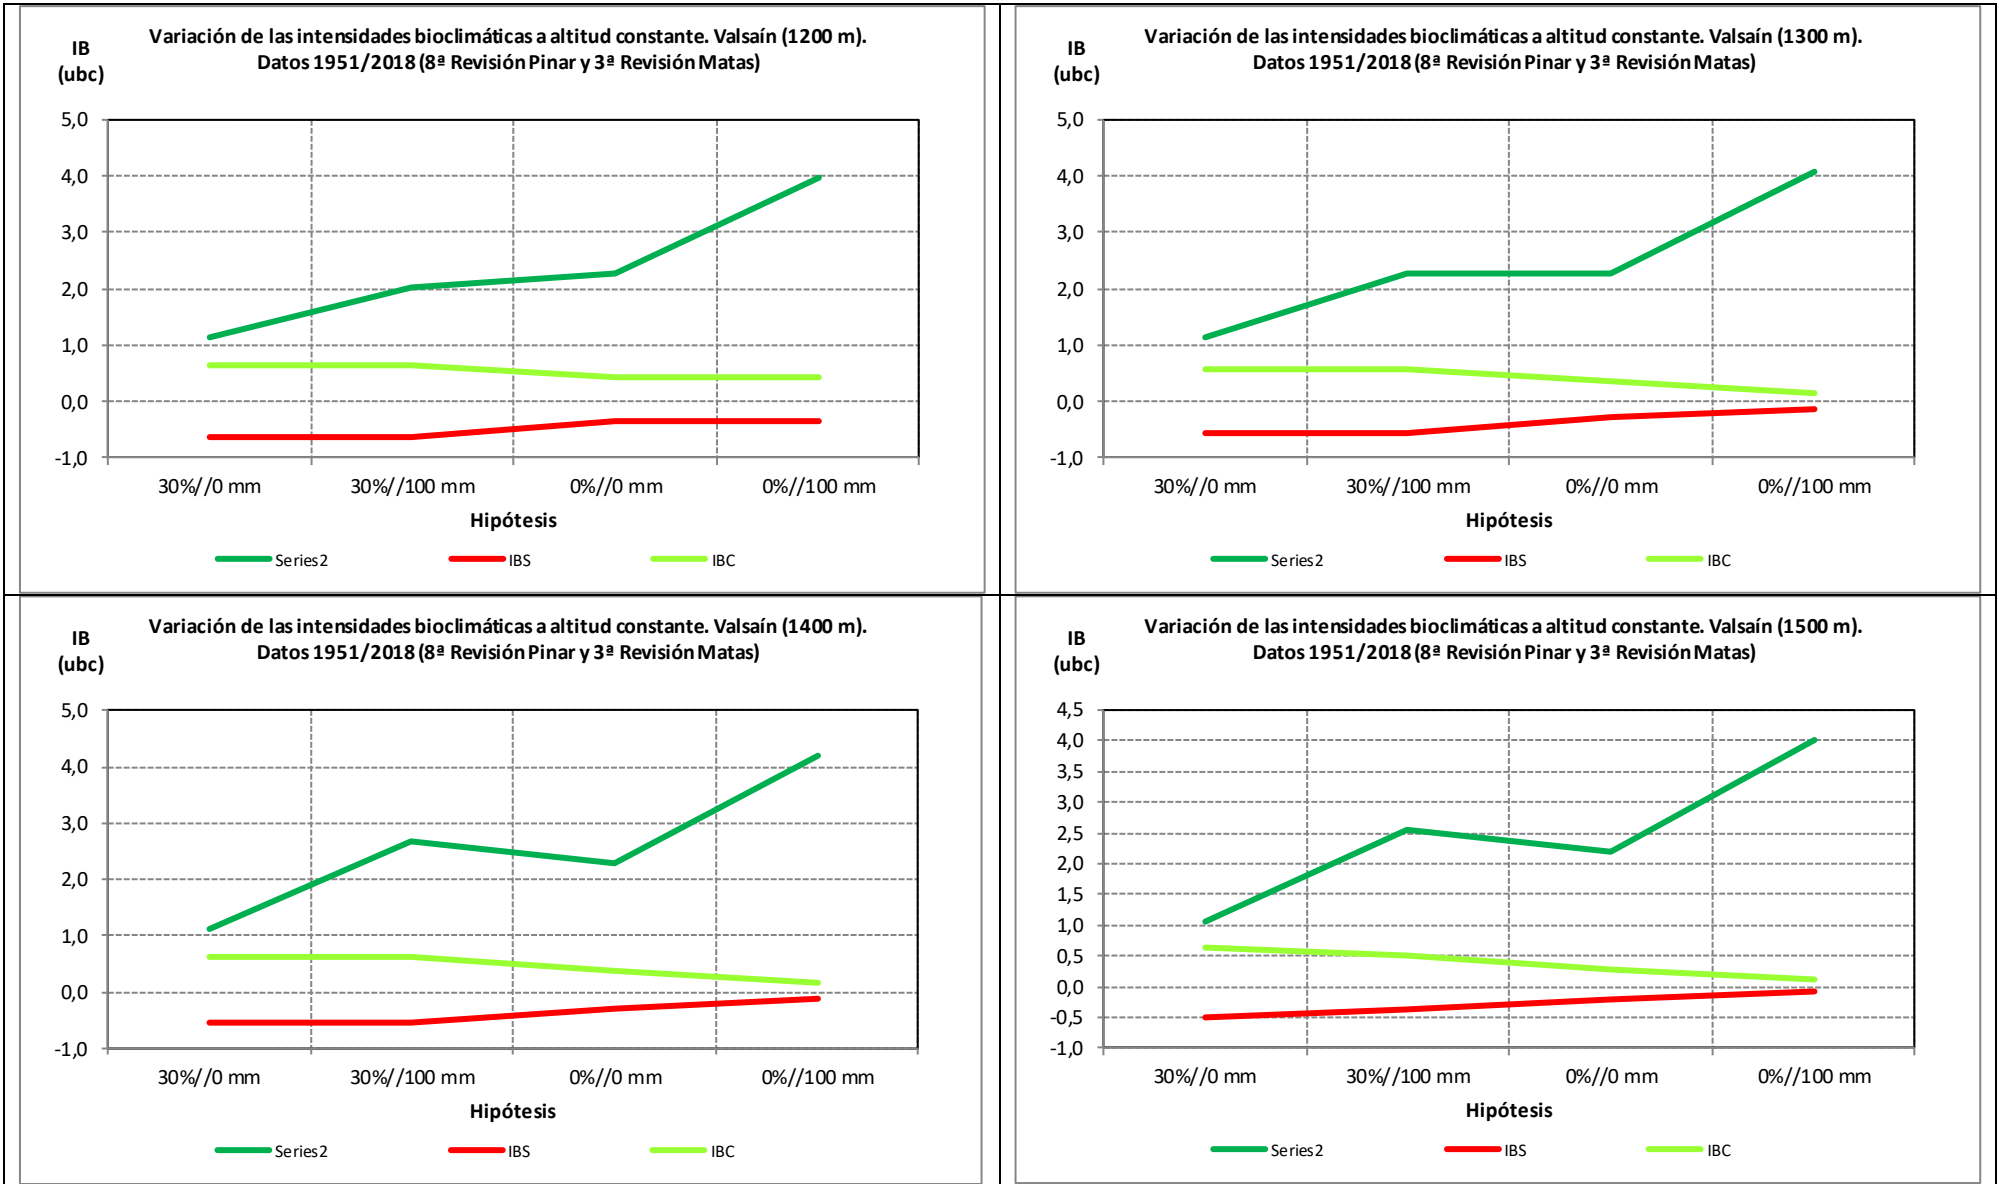 IB
(ubc)
Variación de las intensidades bioclimáticas a altitud constante. Valsaín (1200 m).
Datos 1951/2018 (8ª Revisión Pinar y 3ª Revisión Matas)
5,0
4,0
3,0
2,0
1,0
0,0
-1,0
30%//0 mm 30%//100 mm 0%//0 mm 0%//100 mm
Hipótesis
Series2 IBS IBC
IB
(ubc)
Variación de las intensidades bioclimáticas a altitud constante. Valsaín (1300 m).
Datos 1951/2018 (8ª Revisión Pinar y 3ª Revisión Matas)
5,0
4,0
3,0
2,0
1,0
0,0
-1,0
30%//0 mm 30%//100 mm 0%//0 mm 0%//100 mm
Hipótesis
Series2 IBS IBC
IB
(ubc)
Variación de las intensidades bioclimáticas a altitud constante. Valsaín (1400 m).
Datos 1951/2018 (8ª Revisión Pinar y 3ª Revisión Matas)
5,0
4,0
3,0
2,0
1,0
0,0
-1,0
30%//0 mm 30%//100 mm 0%//0 mm 0%//100 mm
Hipótesis
Series2 IBS IBC
IB
(ubc)
Variación de las intensidades bioclimáticas a altitud constante. Valsaín (1500 m).
Datos 1951/2018 (8ª Revisión Pinar y 3ª Revisión Matas)
4,5
4,0
3,5
3,0
2,5
2,0
1,5
1,0
0,5
0,0
-0,5
-1,0
30%//0 mm 30%//100 mm 0%//0 mm 0%//100 mm
Hipótesis
Series2 IBS IBC